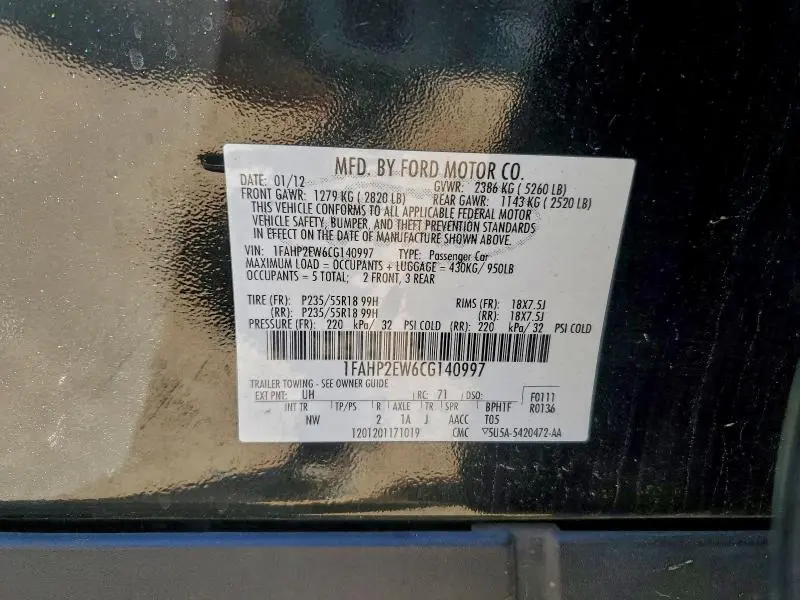 MFD. BY FORD MOTOR CO.
DATE: 01/12 GVWR: 2386 KG ( 5260 LB)
FRONT GAWR: 1279 KG ( 2820 LB) REAR GAWR: 1143 KG ( 2520 LB)
THIS VEHICLE CONFORMS TO ALL APPLICABLE FEDERAL MOTOR
VEHICLE SAFETY, BUMPER, AND THEFT PREVENTION STANDARDS
IN EFFECT ON THE DATE OF MANUFACTURE SHOWN ABOVE.
VIN: 1FAHP2EW6CG140997 TYPE: Passenger Car
MAXIMUM LOAD = OCCUPANTS + LUGGAGE = 430KG/ 950LB
OCCUPANTS = 5 TOTAL; 2 FRONT, 3 REAR
TIRE (FR): P235/55R18 99H RIMS (FR): 18X7.5J
(RR): P235/55R18 99H (RR): 18X7.5J
PRESSURE (FR): 220 kPa/ 32 PSI COLD (RR): 220 kPa/ 32 PSI COLD
1FAHP2EW6CG140997
TRAILER TOWING - SEE OWNER GUIDE
EXT PNT: UH RC: 71 DSO: F0111
INT TR TP/PS R AXLE TR SPR BPHTF R0136
NW 2 1A J AACC T05
1201201171019 CMC ▽5U5A-5420472-AA